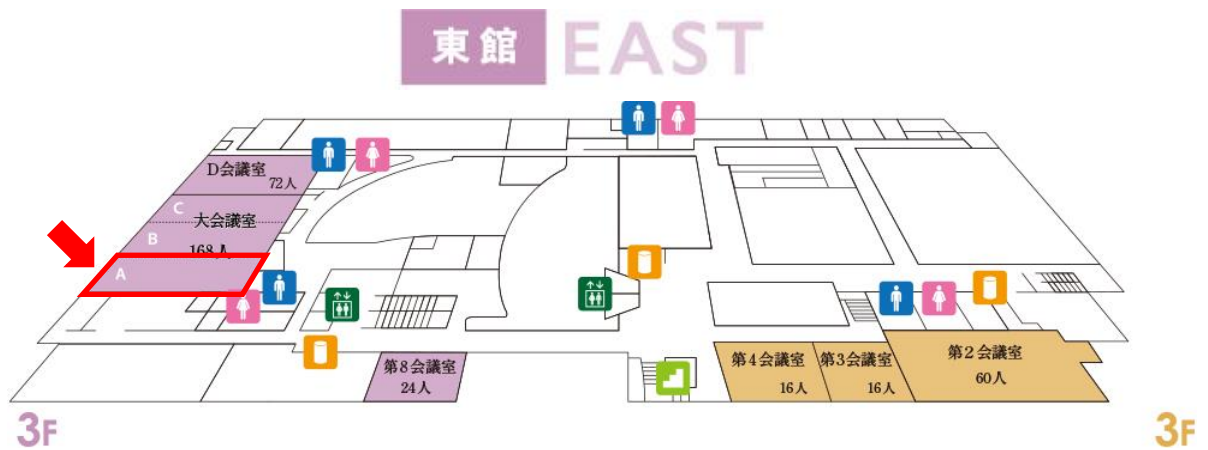 東館 EAST
D会議室
72人
C
大会議室
B
168人
A
第8会議室
24人
第4会議室
16人
第3会議室
16人
第2会議室
60人
3F
3F